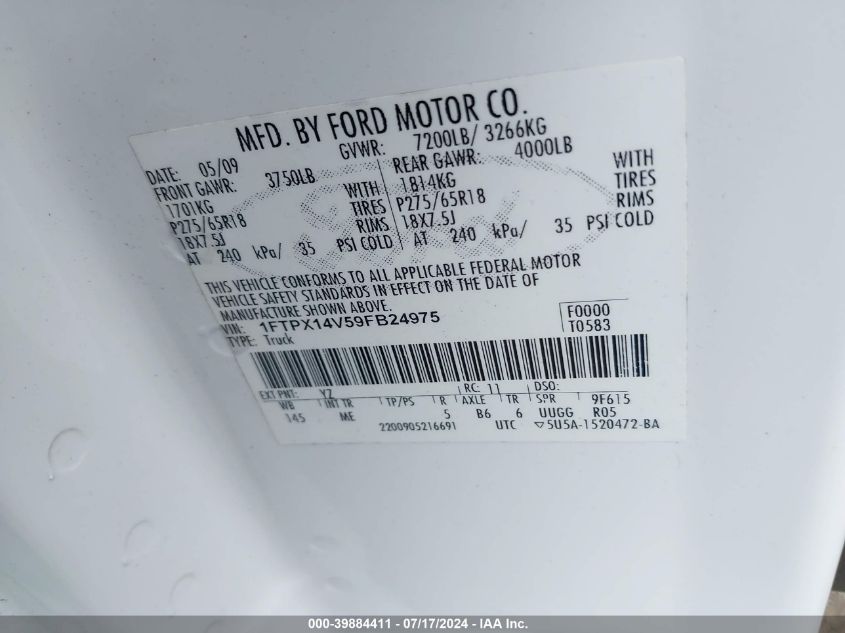 MFD. BY FORD MOTOR CO.
DATE: 05/09 GVWR: 7200LB/ 3266KG
FRONT GAWR: 3750LB REAR GAWR: 4000LB
1701KG WITH 1814KG WITH
P275/65R18 TIRES P275/65R18 TIRES
18X7.5J RIMS 18X7.5J RIMS
AT 240 kPa/ 35 PSI COLD AT 240 kPa/ 35 PSI COLD
THIS VEHICLE CONFORMS TO ALL APPLICABLE FEDERAL MOTOR
VEHICLE SAFETY STANDARDS IN EFFECT ON THE DATE OF
MANUFACTURE SHOWN ABOVE.
VIN: 1FTPX14V59FB24975 F0000
TYPE: Truck T0583
EXT PNT: YZ RC: 11 DSO:
WB INT TR TP/PS R AXLE TR SPR 9F615
145 ME 5 B6 6 UUGG R05
2200905216691 UTC ▽5U5A-1520472-BA
000-39884411 - 07/17/2024 - IAA Inc.